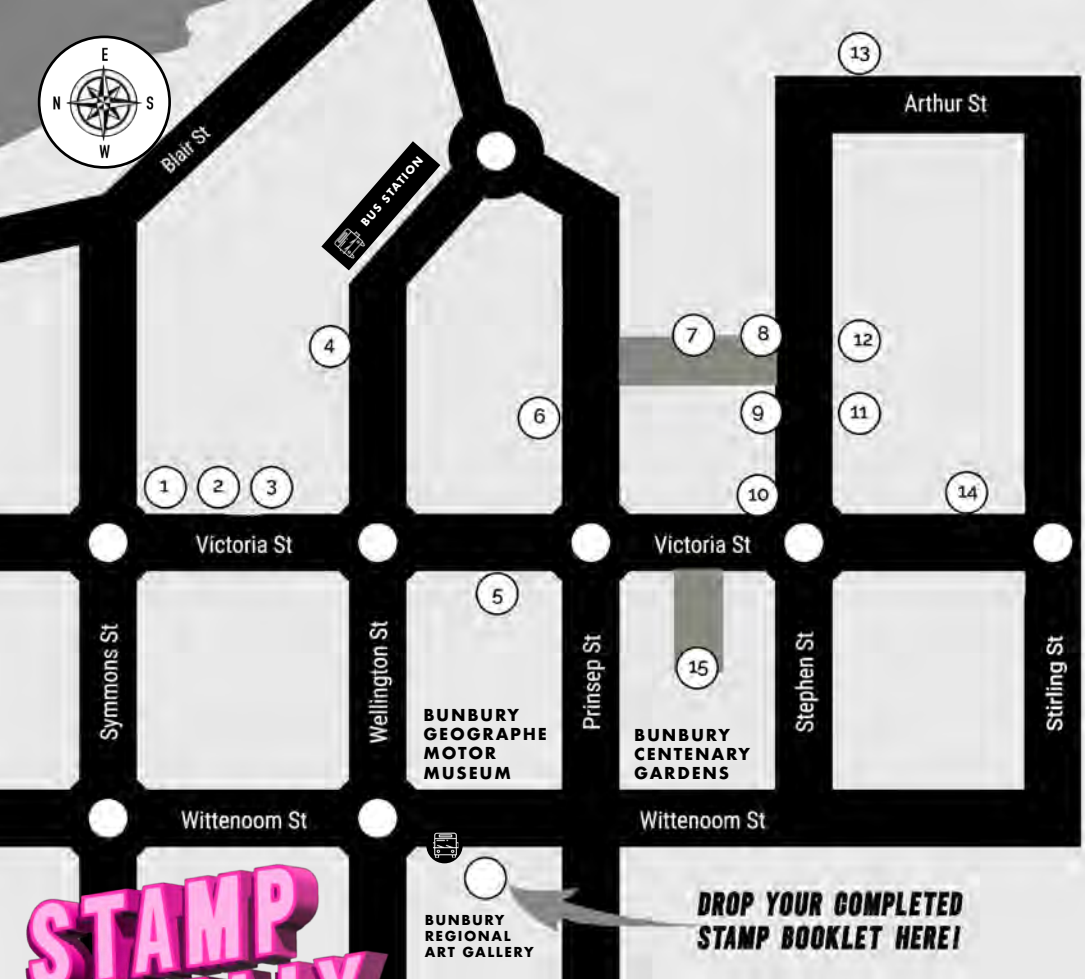 E
N
S
W
Blair St
BUS STATION
13
Arthur St
4
7
8
12
6
9
11
1
2
3
10
14
Victoria St
Victoria St
5
15
Symmons St
Wellington St
Prinsep St
Stephen St
Stirling St
BUNBURY
GEOGRAPHE
MOTOR
MUSEUM
BUNBURY
CENTENARY
GARDENS
Wittenoom St
Wittenoom St
STAMP
BUNBURY
REGIONAL
ART GALLERY
DROP YOUR COMPLETED
STAMP BOOKLET HERE!